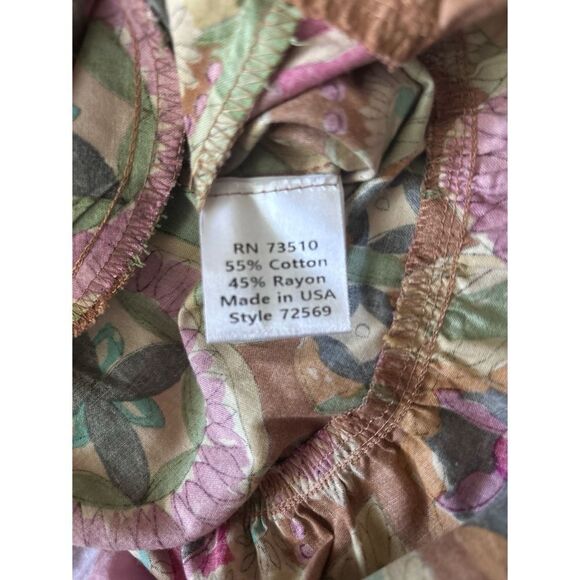 RN 73510
55% Cotton
45% Rayon
Made in USA
Style 72569